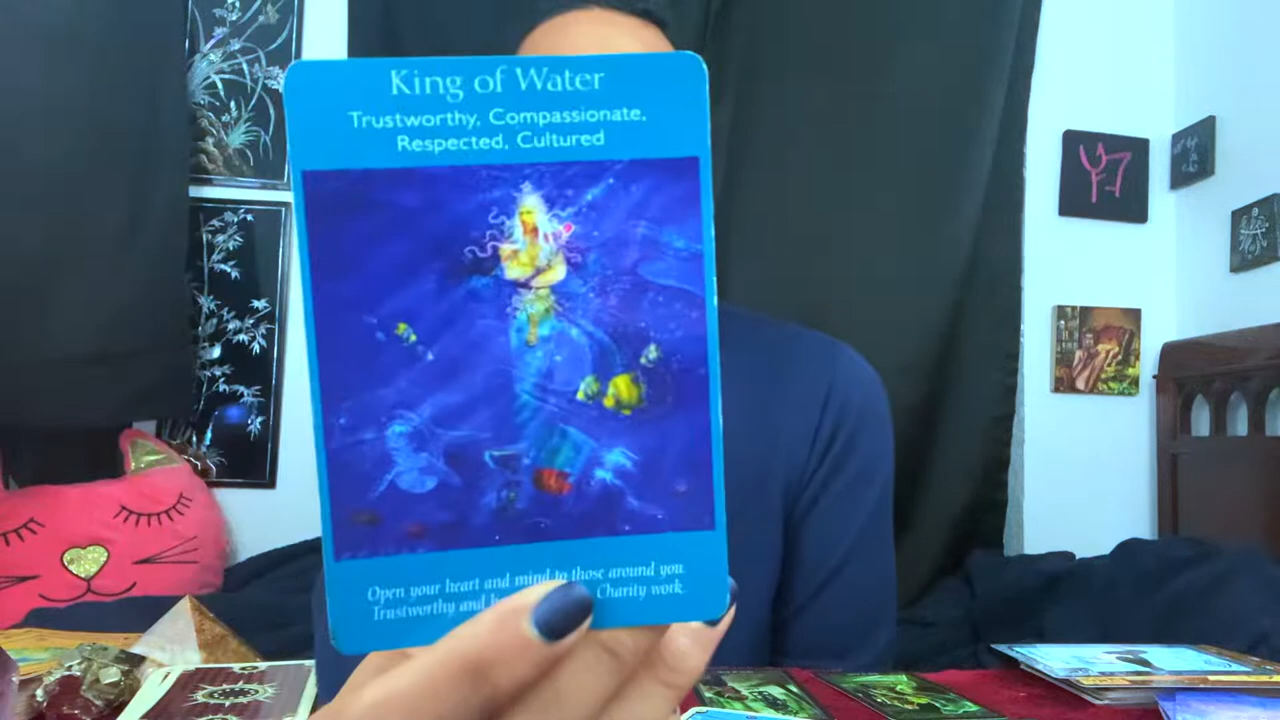 King of Water
Trustworthy, Compassionate,
Respected, Cultured
Open your heart and mind to those around you
Trustworthy and Charity work.